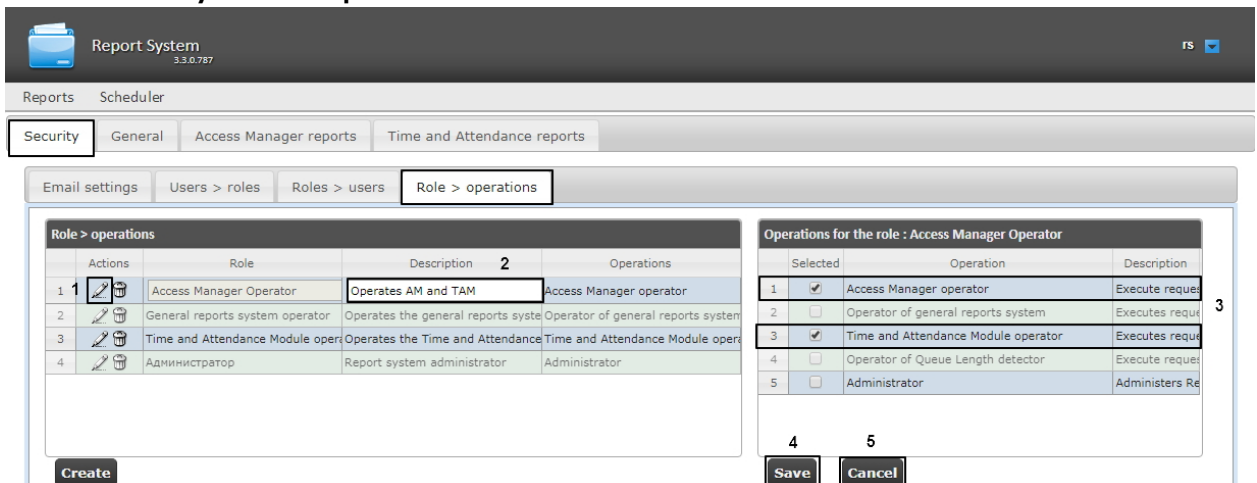 Report System
3.3.0.787
rs
Reports Scheduler
Security General Access Manager reports Time and Attendance reports
Email settings Users > roles Roles > users Role > operations
Role > operations
Actions Role Description 2 Operations
1 1 Access Manager Operator Operates AM and TAM Access Manager operator
2 General reports system operator Operates the general reports syste Operator of general reports system
3 Time and Attendance Module opera Operates the Time and Attendance Time and Attendance Module opera
4 Администратор Report system administrator Administrator
Create
Operations for the role : Access Manager Operator
Selected Operation Description
1 Access Manager operator Execute reques
2 Operator of general reports system Executes reque
3
3 Time and Attendance Module operator Executes reque
4 Operator of Queue Length detector Execute reques
5 Administrator Administers Re
4 5
Save Cancel